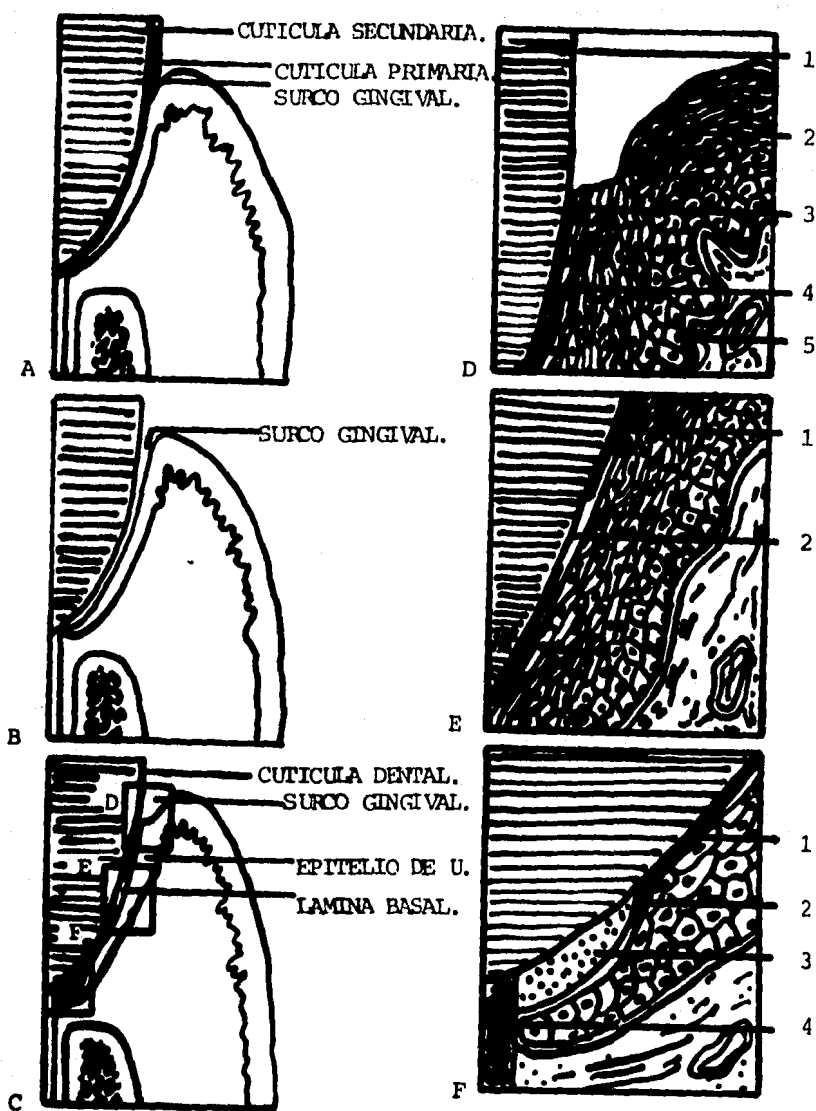 CUTICULA SECUNDARIA.
CUTICULA PRIMARIA.
SURCO GINGIVAL.
A
SURCO GINGIVAL.
B
CUTICULA DENTAL.
D
SURCO GINGIVAL.
E
EPITELIO DE U.
LAMINA BASAL.
F
C
1
2
3
4
5
D
1
2
E
1
2
3
4
F